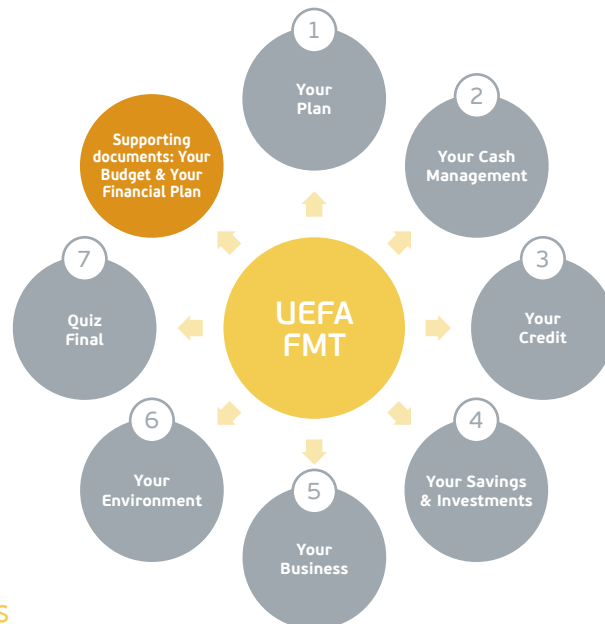 1
Your
Plan
2
Your Cash
Management
3
Your
Credit
4
Your Savings
& Investments
5
Your
Business
6
Your
Environment
7
Quiz
Final
Supporting
documents: Your
Budget & Your
Financial Plan
UEFA
FMT
S